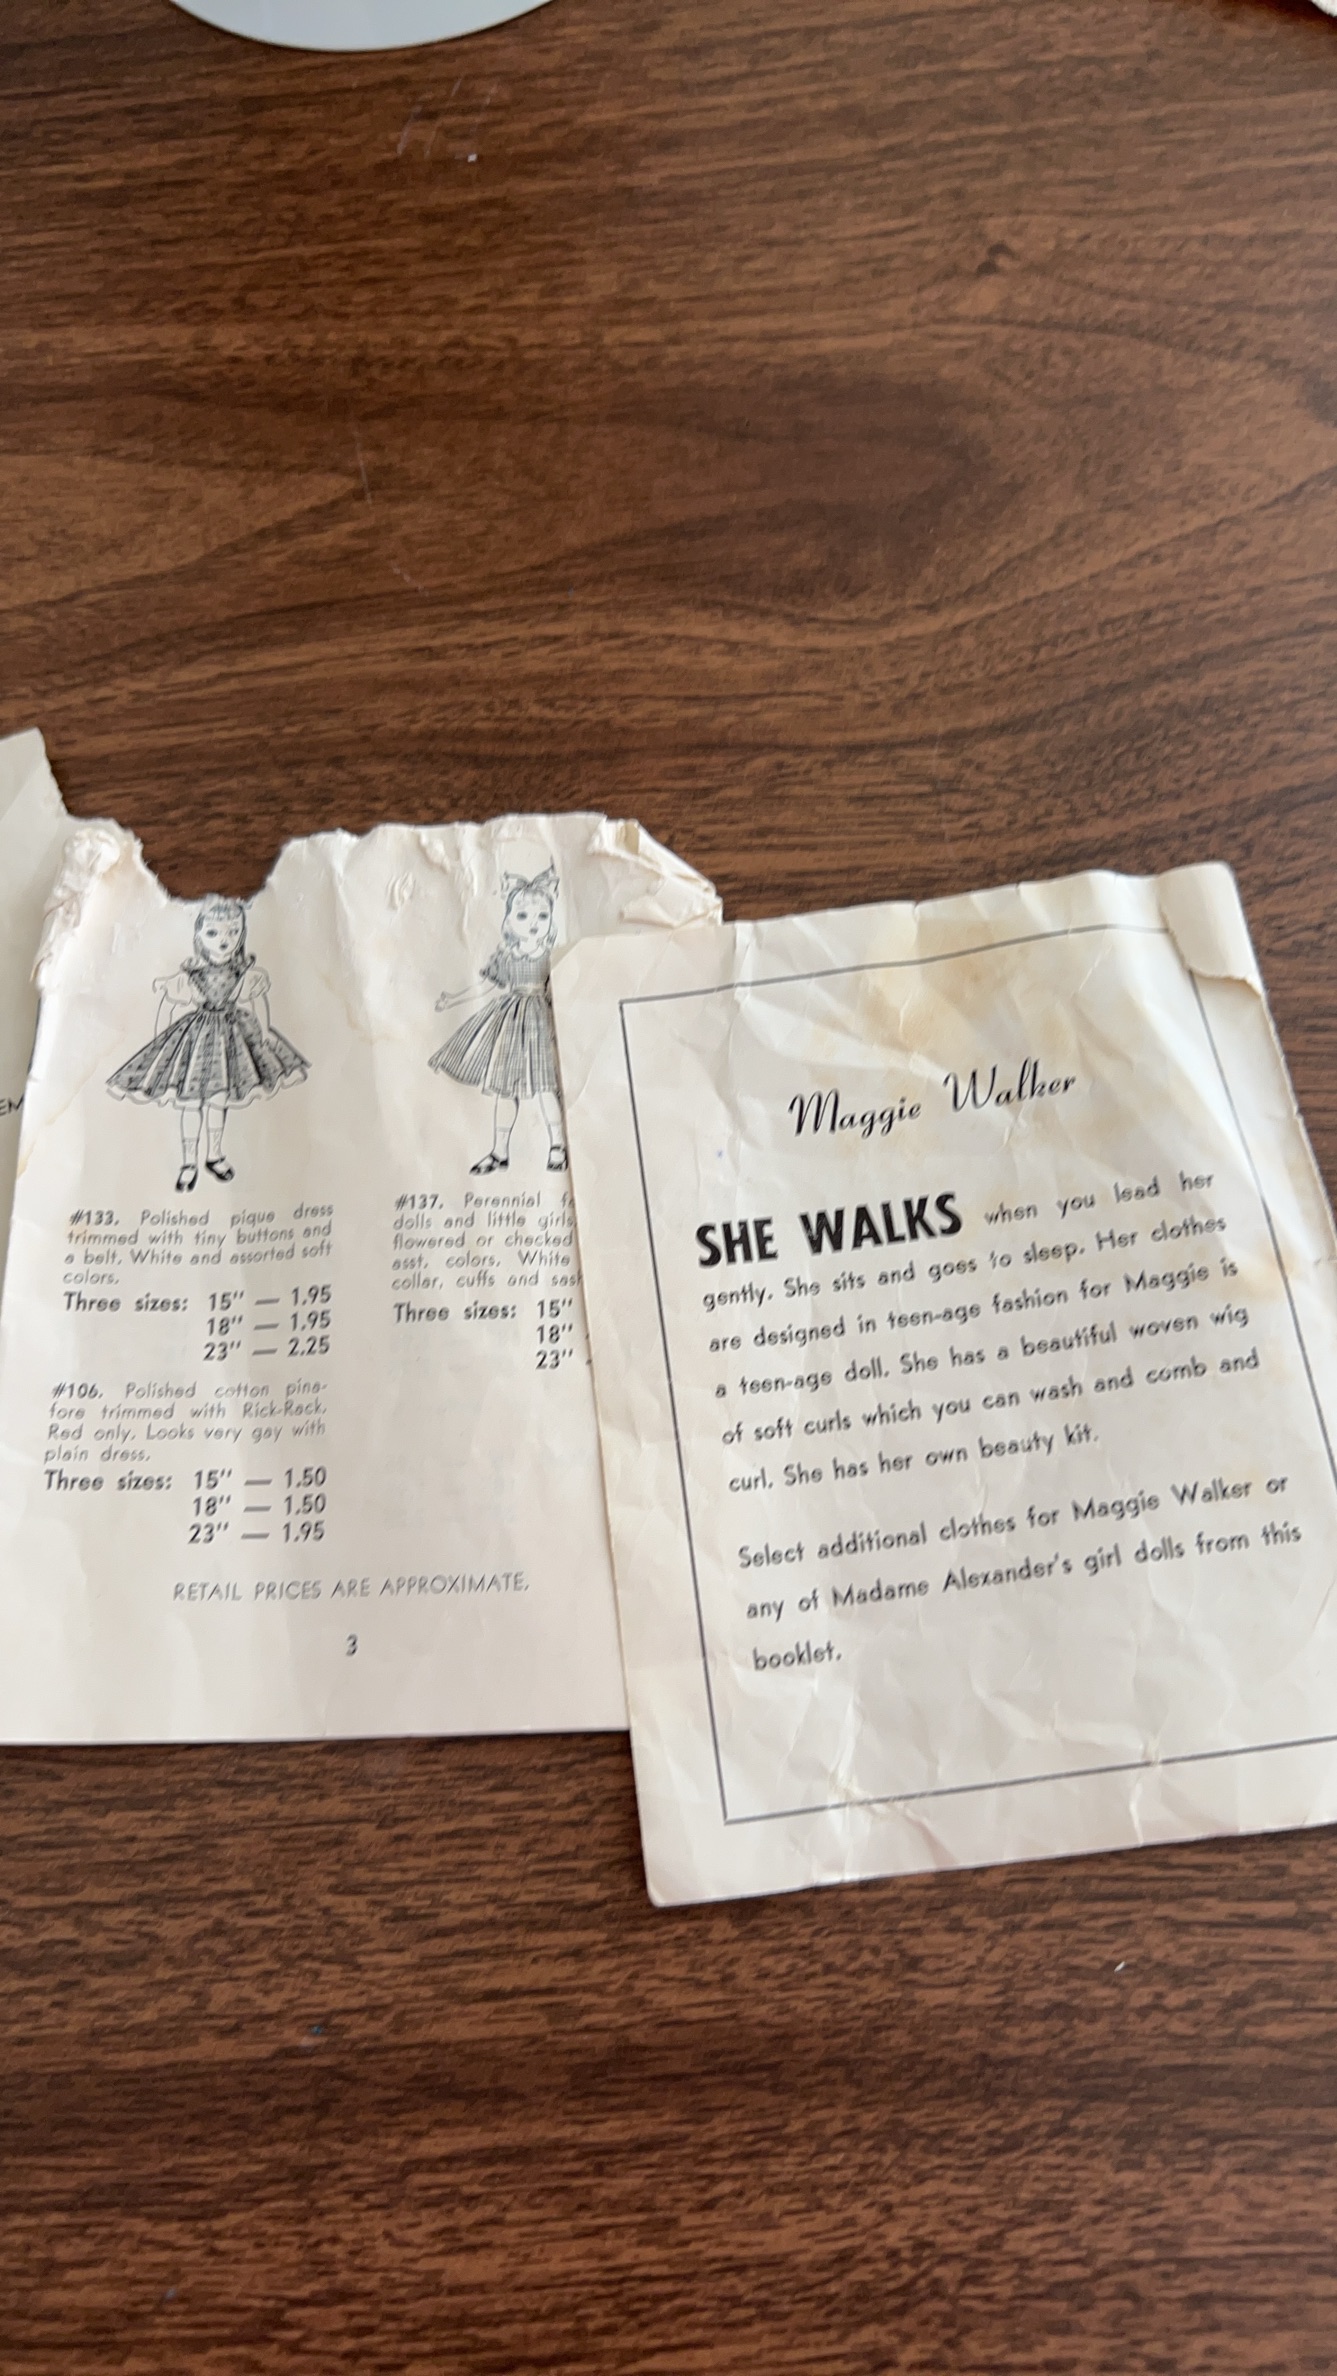 #133. Polished pique dress
trimmed with tiny buttons and
a belt. White and assorted soft
colors.
Three sizes: 15" — 1.95
18" — 1.95
23" — 2.25
#106. Polished cotton pina-
fore trimmed with Rick-Rack.
Red only. Looks very gay with
plain dress.
Three sizes: 15" — 1.50
18" — 1.50
23" — 1.95
#137. Perennial
dolls and little girls
flowered or checked
asst. colors. White
collar, cuffs and
Three sizes: 15"
18"
23"
RETAIL PRICES ARE APPROXIMATE.
3
Maggie Walker
SHE WALKS when you lead her
gently. She sits and goes to sleep. Her clothes
are designed in teen-age fashion for Maggie is
a teen-age doll. She has a beautiful woven wig
of soft curls which you can wash and comb and
curl. She has her own beauty kit.
Select additional clothes for Maggie Walker or
any of Madame Alexander's girl dolls from this
booklet.